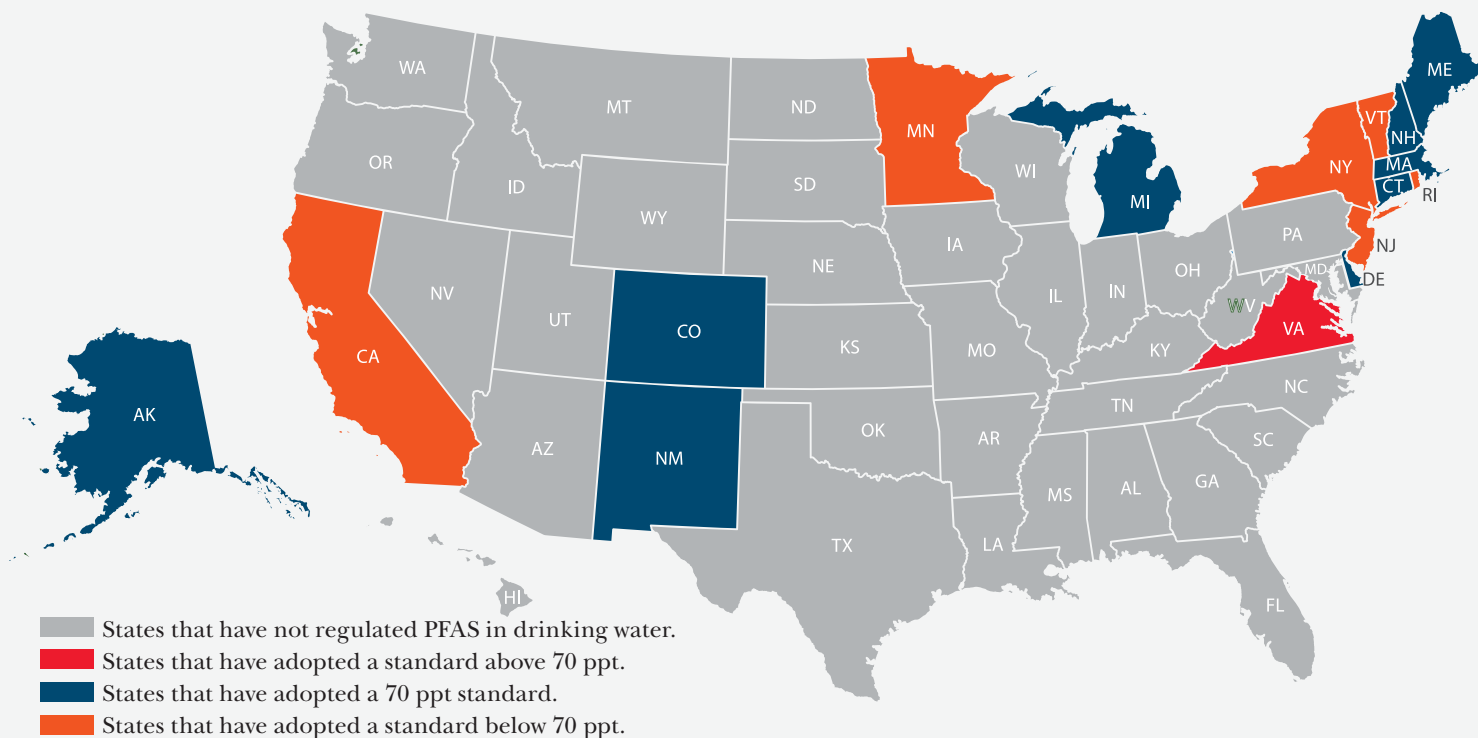 WA
MT
ND
MN
ME
VT
NH
OR
ID
SD
WI
NY
MA
CT
RI
WY
MI
IA
PA
NJ
NE
OH
MD
DE
NV
UT
IL
IN
WV
CO
KS
MO
KY
VA
CA
AK
AZ
NM
OK
AR
TN
NC
SC
MS
AL
GA
TX
LA
FL
HI
States that have not regulated PFAS in drinking water.
States that have adopted a standard above 70 ppt.
States that have adopted a 70 ppt standard.
States that have adopted a standard below 70 ppt.